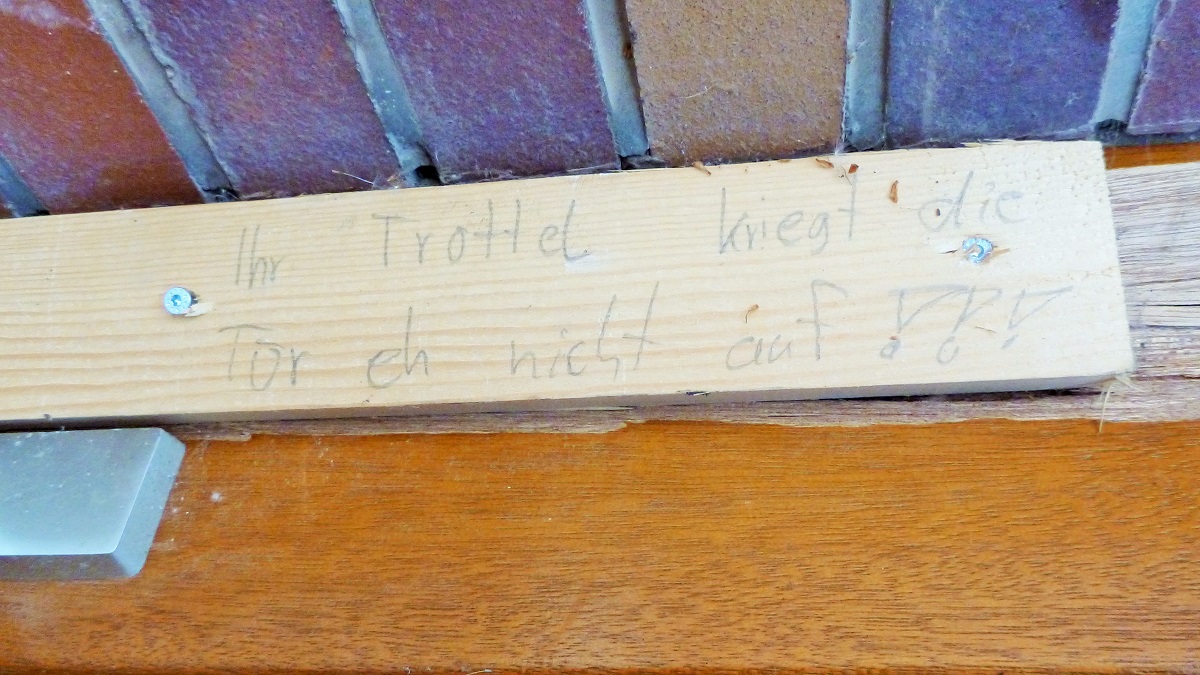 Ihr Trottel kriegt die
Tür eh nicht auf !!!